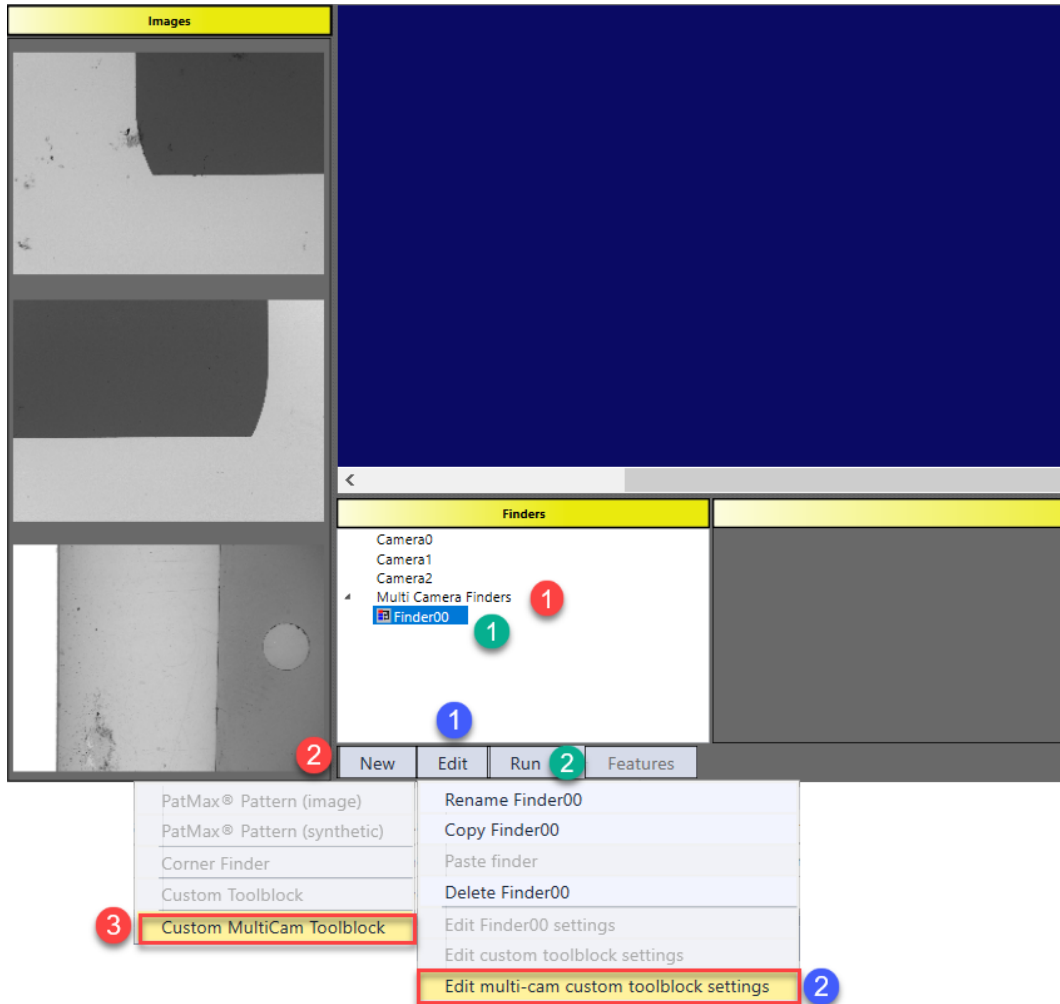 Images
<
Finders
Camera0
Camera1
Camera2
Multi Camera Finders
1
Finder00
1
1
2
New Edit Run 2 Features
PatMax® Pattern (image)
PatMax® Pattern (synthetic)
Corner Finder
Custom Toolblock
3 Custom MultiCam Toolblock
Rename Finder00
Copy Finder00
Paste finder
Delete Finder00
Edit Finder00 settings
Edit custom toolblock settings
Edit multi-cam custom toolblock settings 2